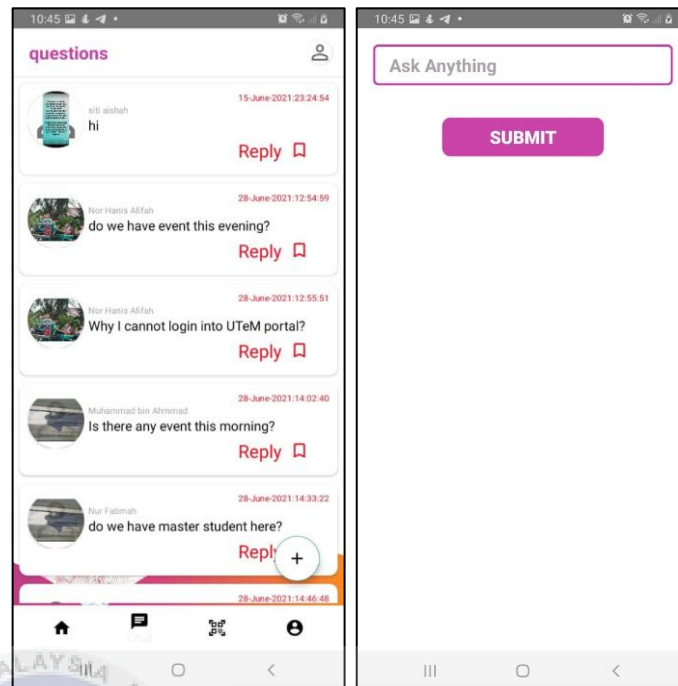 10:45
questions
15-June-2021:23:24:54
siti aishah
hi
Reply
28-June-2021:12:54:59
Nor Hanis Afifah
do we have event this evening?
Reply
28-June-2021:12:55:51
Nor Hanis Afifah
Why I cannot login into UTeM portal?
Reply
28-June-2021:14:02:40
Muhammad bin Ahmmad
Is there any event this morning?
Reply
28-June-2021:14:33:22
Nur Fatimah
do we have master student here?
Reply
28-June-2021:14:46:48
Chat
10:45
Ask Anything
SUBMIT